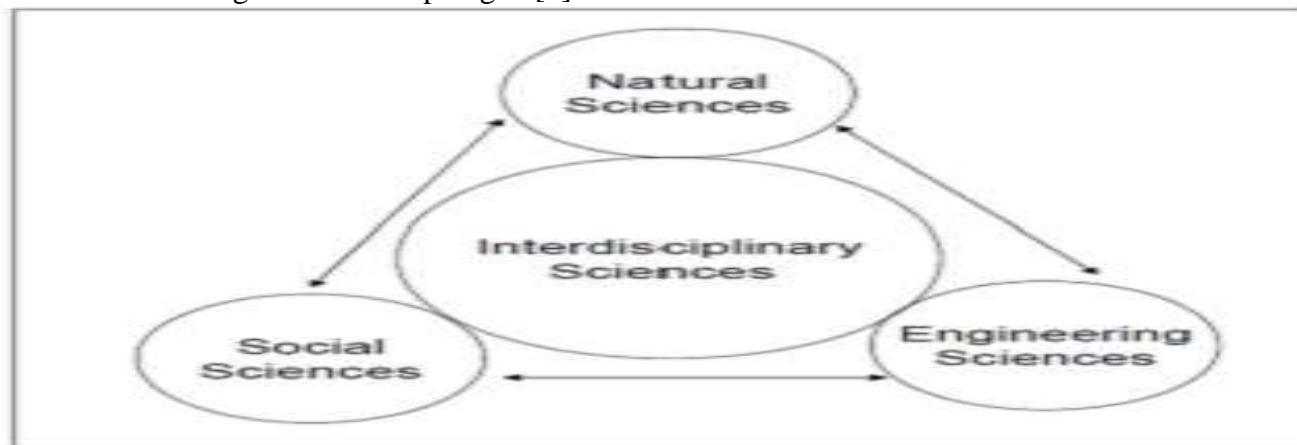 Natural
Sciences
Interdisciplinary
Sciences
Social
Sciences
Engineering
Sciences